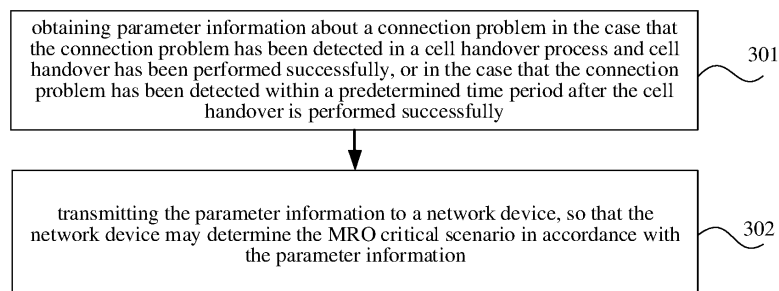 obtaining parameter information about a connection problem in the case that
the connection problem has been detected in a cell handover process and cell
handover has been performed successfully, or in the case that the connection
problem has been detected within a predetermined time period after the cell
handover is performed successfully
301
transmitting the parameter information to a network device, so that the
network device may determine the MRO critical scenario in accordance with
the parameter information
302